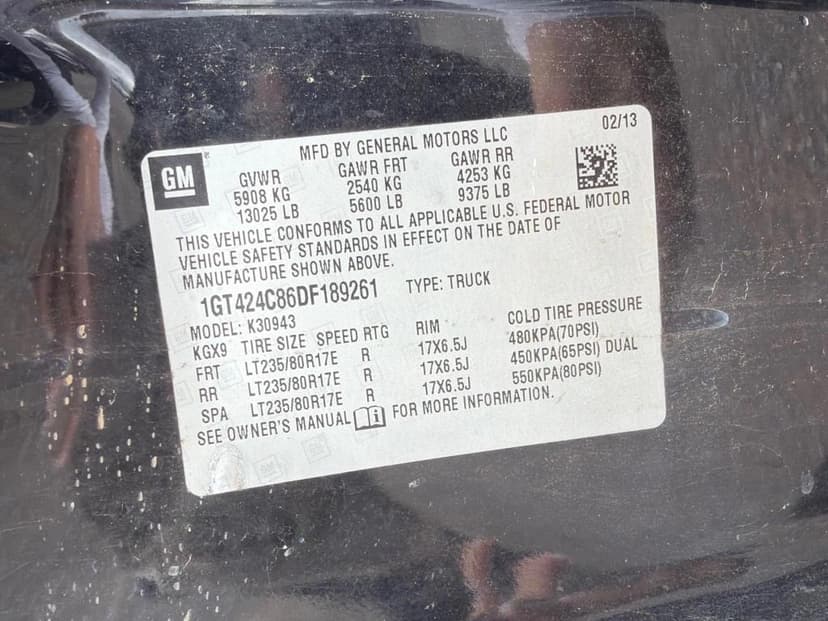 GM
MFD BY GENERAL MOTORS LLC 02/13
GVWR GAWR FRT GAWR RR
5908 KG 2540 KG 4253 KG
13025 LB 5600 LB 9375 LB
THIS VEHICLE CONFORMS TO ALL APPLICABLE U.S. FEDERAL MOTOR
VEHICLE SAFETY STANDARDS IN EFFECT ON THE DATE OF
MANUFACTURE SHOWN ABOVE.
1GT424C86DF189261 TYPE: TRUCK
MODEL: K30943
KGX9 TIRE SIZE SPEED RTG RIM COLD TIRE PRESSURE
FRT LT235/80R17E R 17X6.5J 480KPA(70PSI)
RR LT235/80R17E R 17X6.5J 450KPA(65PSI) DUAL
SPA LT235/80R17E R 17X6.5J 550KPA(80PSI)
SEE OWNER'S MANUAL FOR MORE INFORMATION.